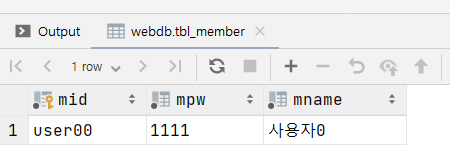 Output webdb.tbl_member
1 row
mid mpw mname
1 user00 1111 사용자0